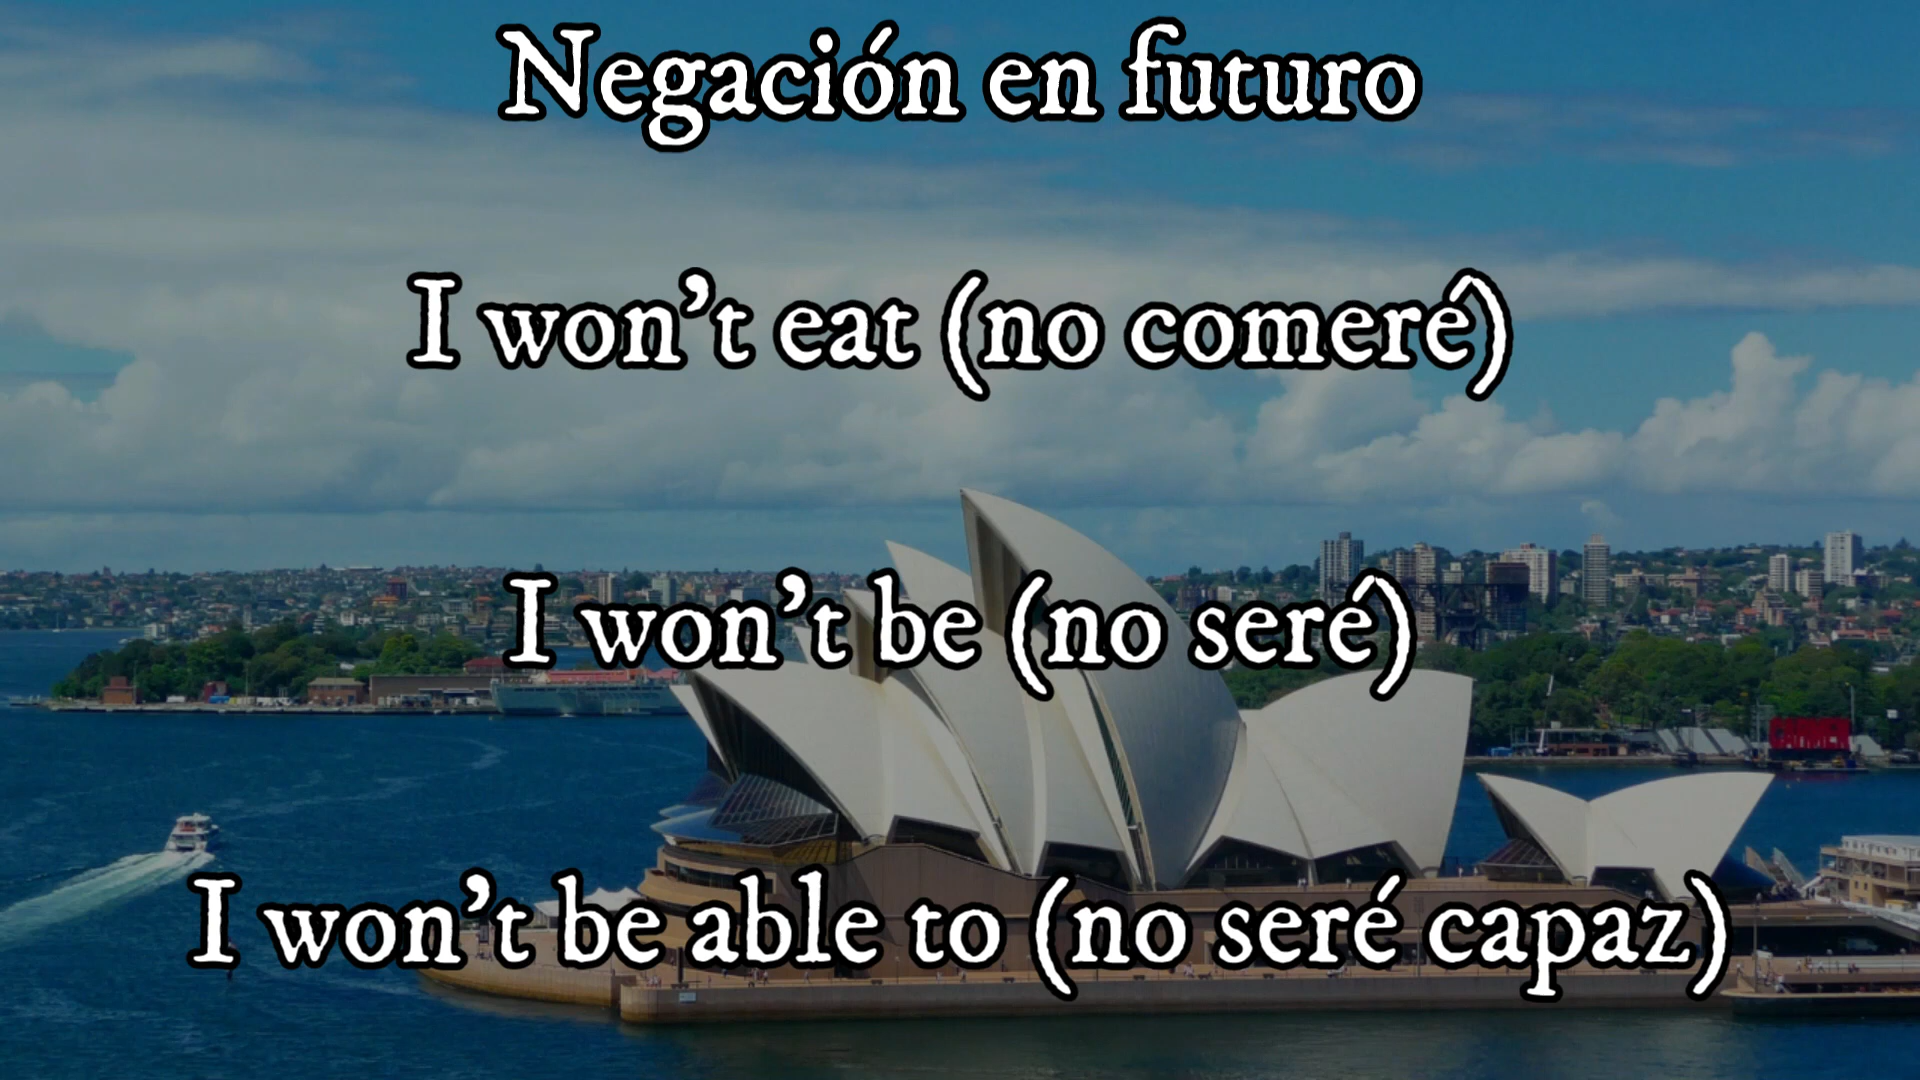 Negación en futuro
I won't eat (no comeré)
I won't be (no seré)
I won't be able to (no seré capaz)